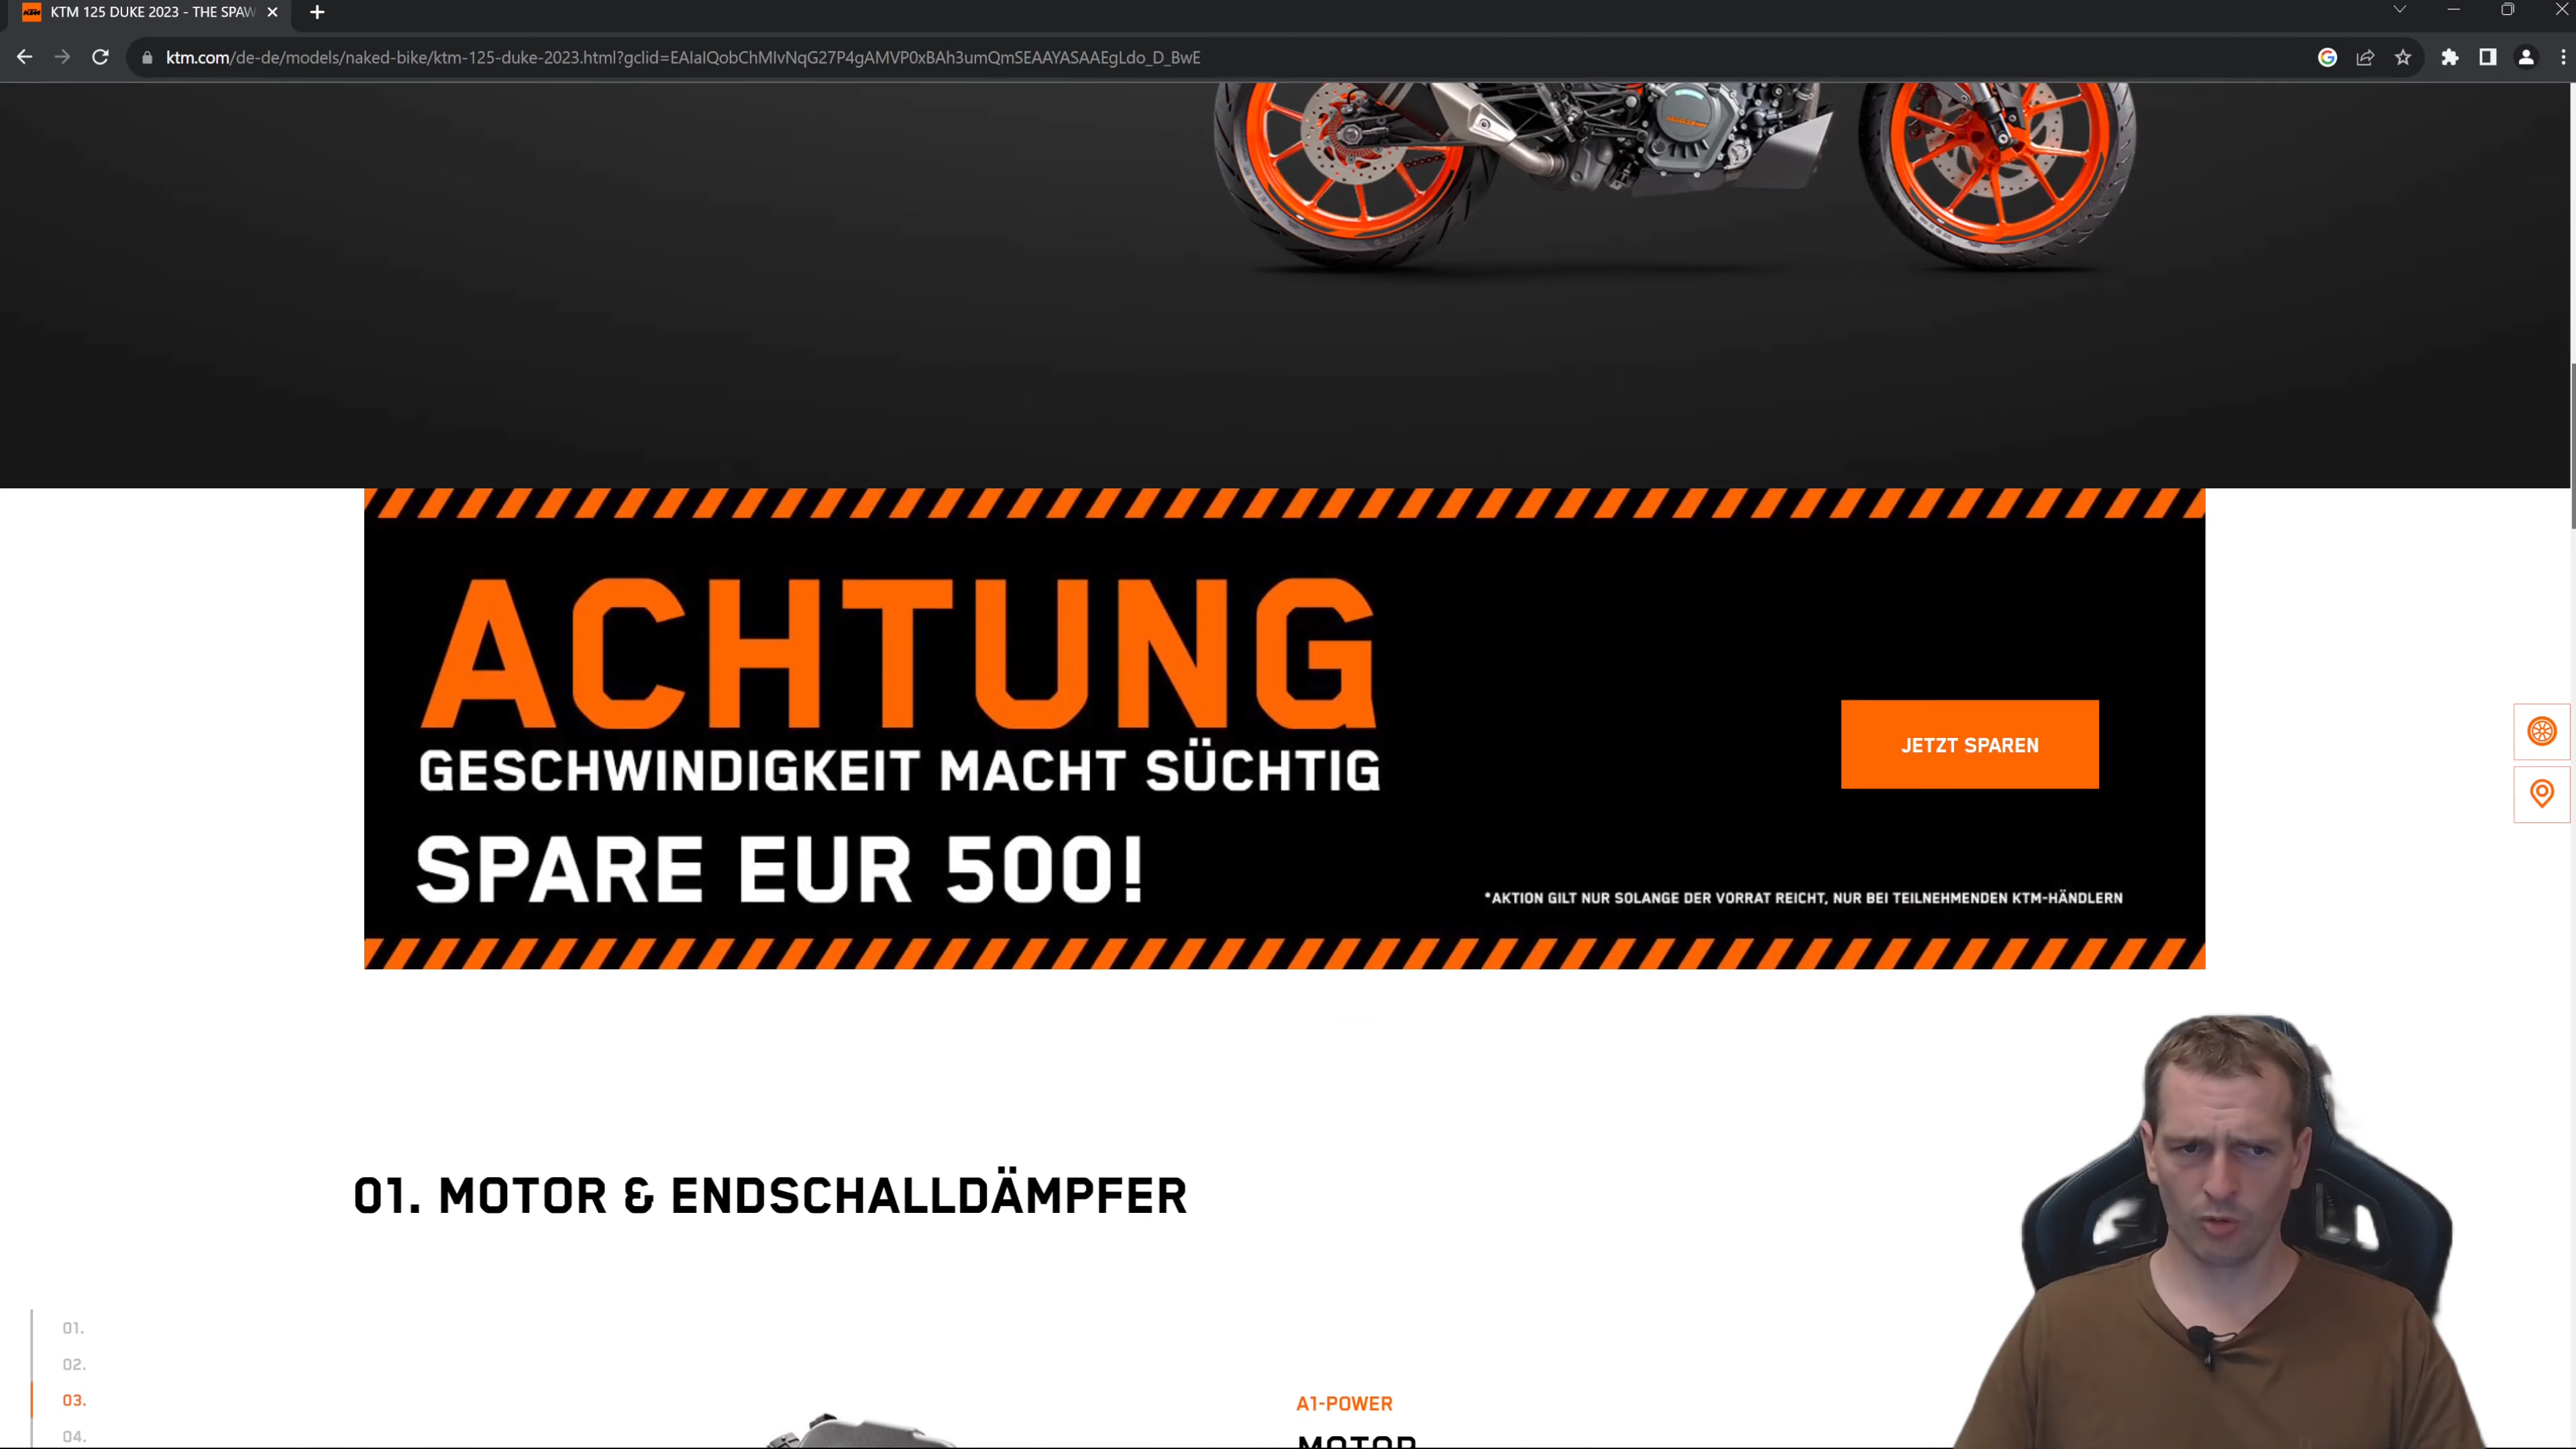 KTM 125 DUKE 2023 - THE SPAW
ktm.com/de-de/models/naked-bike/ktm-125-duke-2023.html?gclid=EAIaIQobChMIvNqG27P4gAMVP0xBAh3umQmSEAAYASAAEgLdo_D_BwE
ACHTUNG
GESCHWINDIGKEIT MACHT SÜCHTIG
JETZT SPAREN
SPARE EUR 500!
*AKTION GILT NUR SOLANGE DER VORRAT REICHT, NUR BEI TEILNEHMENDEN KTM-HÄNDLERN
01. MOTOR & ENDSCHALLDÄMPFER
01.
02.
03.
04.
A1-POWER
MOTOR